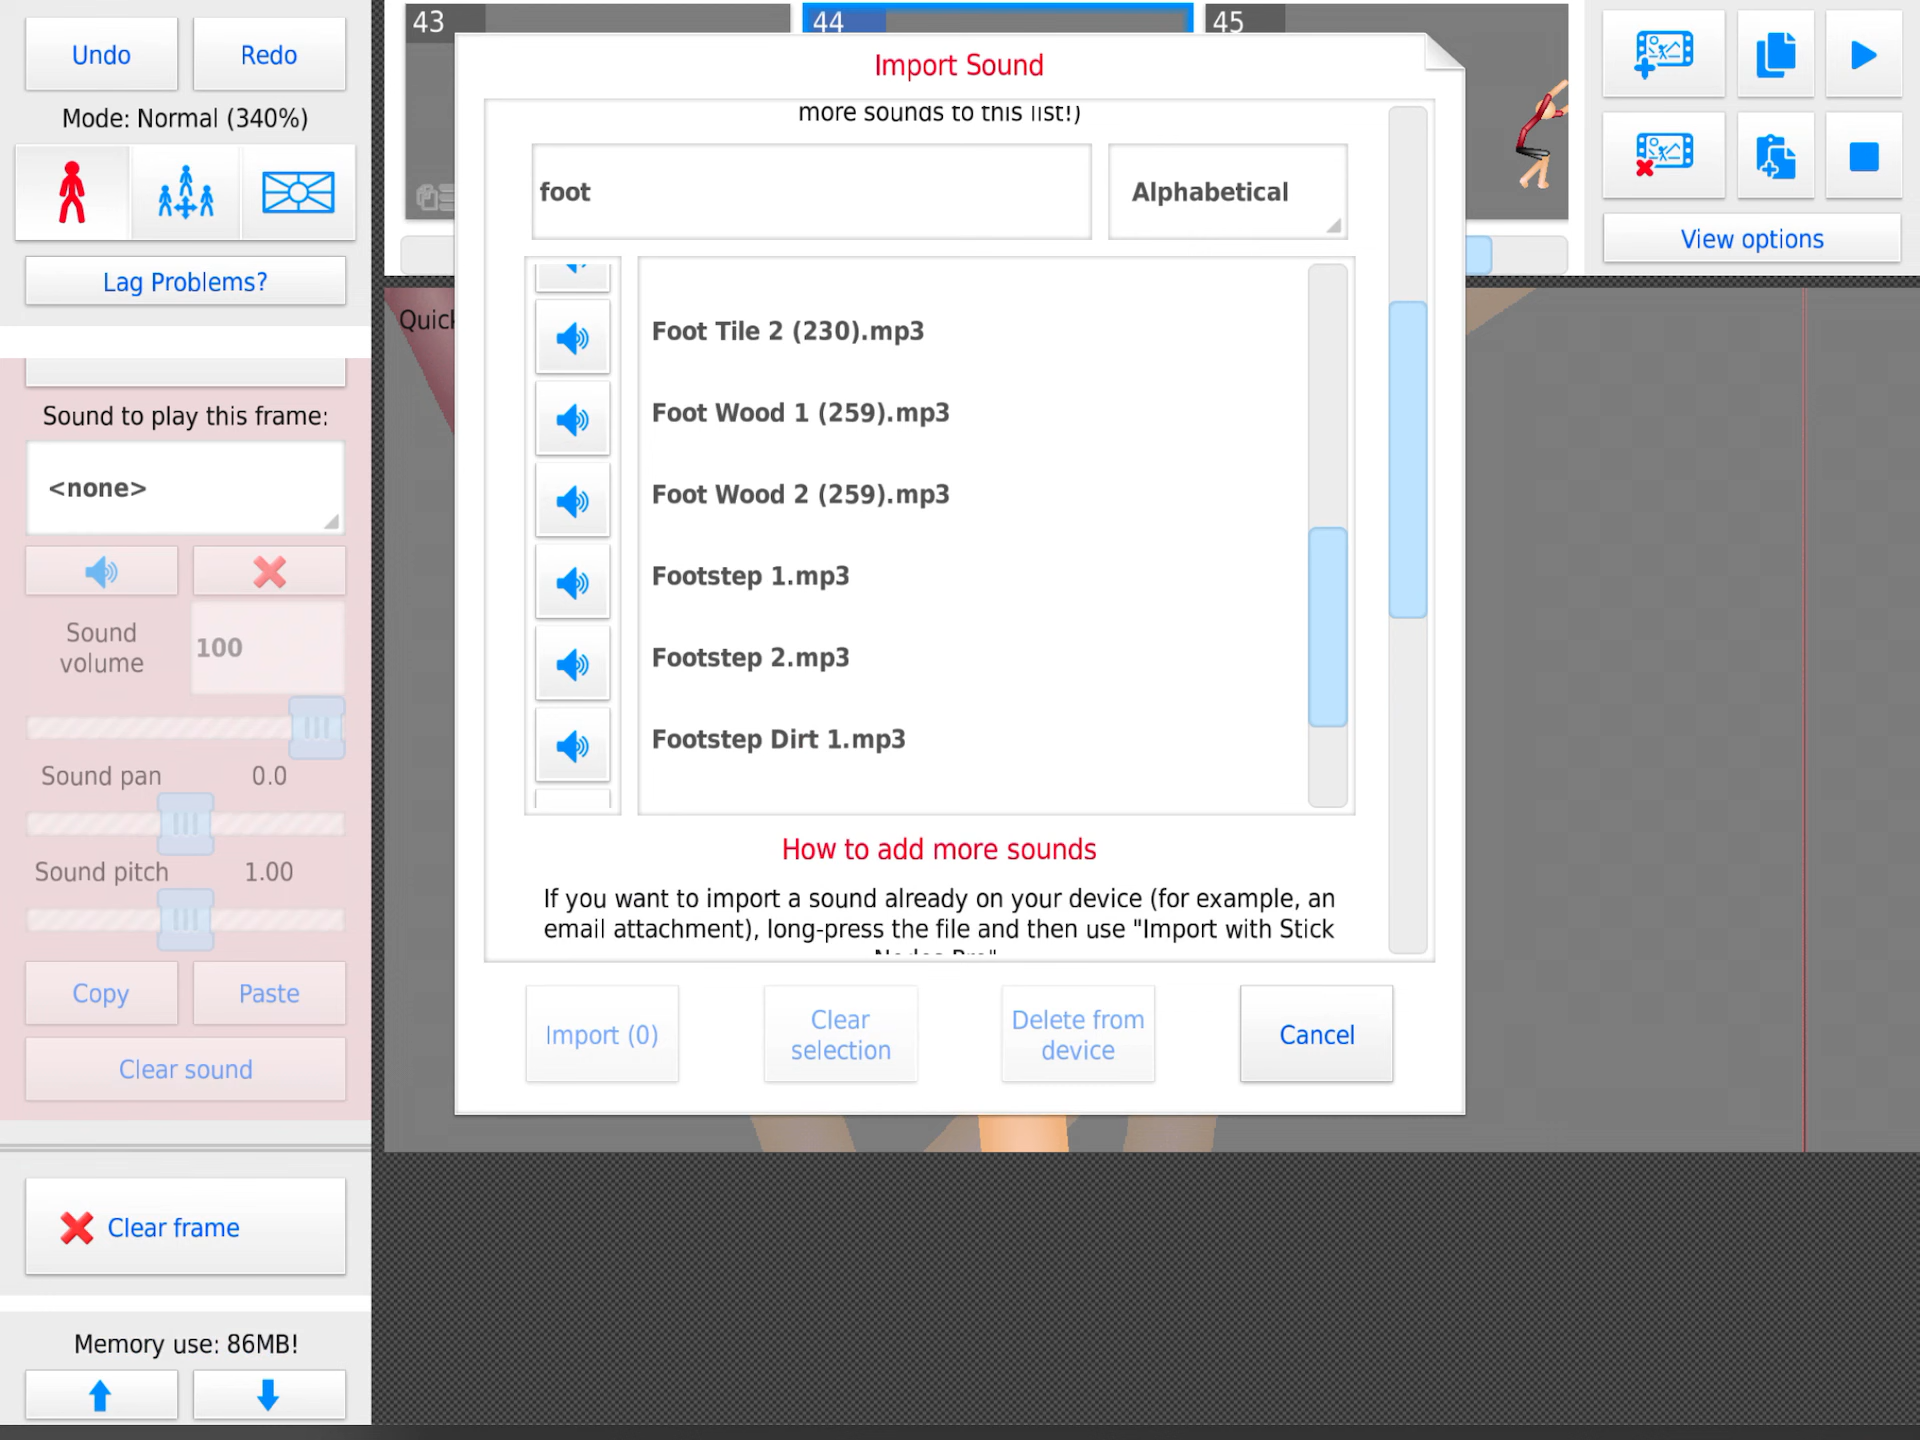 43
44
45
Undo
Redo
Mode: Normal (340%)
Lag Problems?
View options
Quick
Sound to play this frame:
<none>
Sound
volume
100
Sound pan
0.0
Sound pitch
1.00
Copy
Paste
Clear sound
Clear frame
Memory use: 86MB!
Import Sound
more sounds to this list!)
foot
Alphabetical
Foot Tile 2 (230).mp3
Foot Wood 1 (259).mp3
Foot Wood 2 (259).mp3
Footstep 1.mp3
Footstep 2.mp3
Footstep Dirt 1.mp3
How to add more sounds
If you want to import a sound already on your device (for example, an
email attachment), long-press the file and then use "Import with Stick
Nodes Pro"
Import (0)
Clear
selection
Delete from
device
Cancel